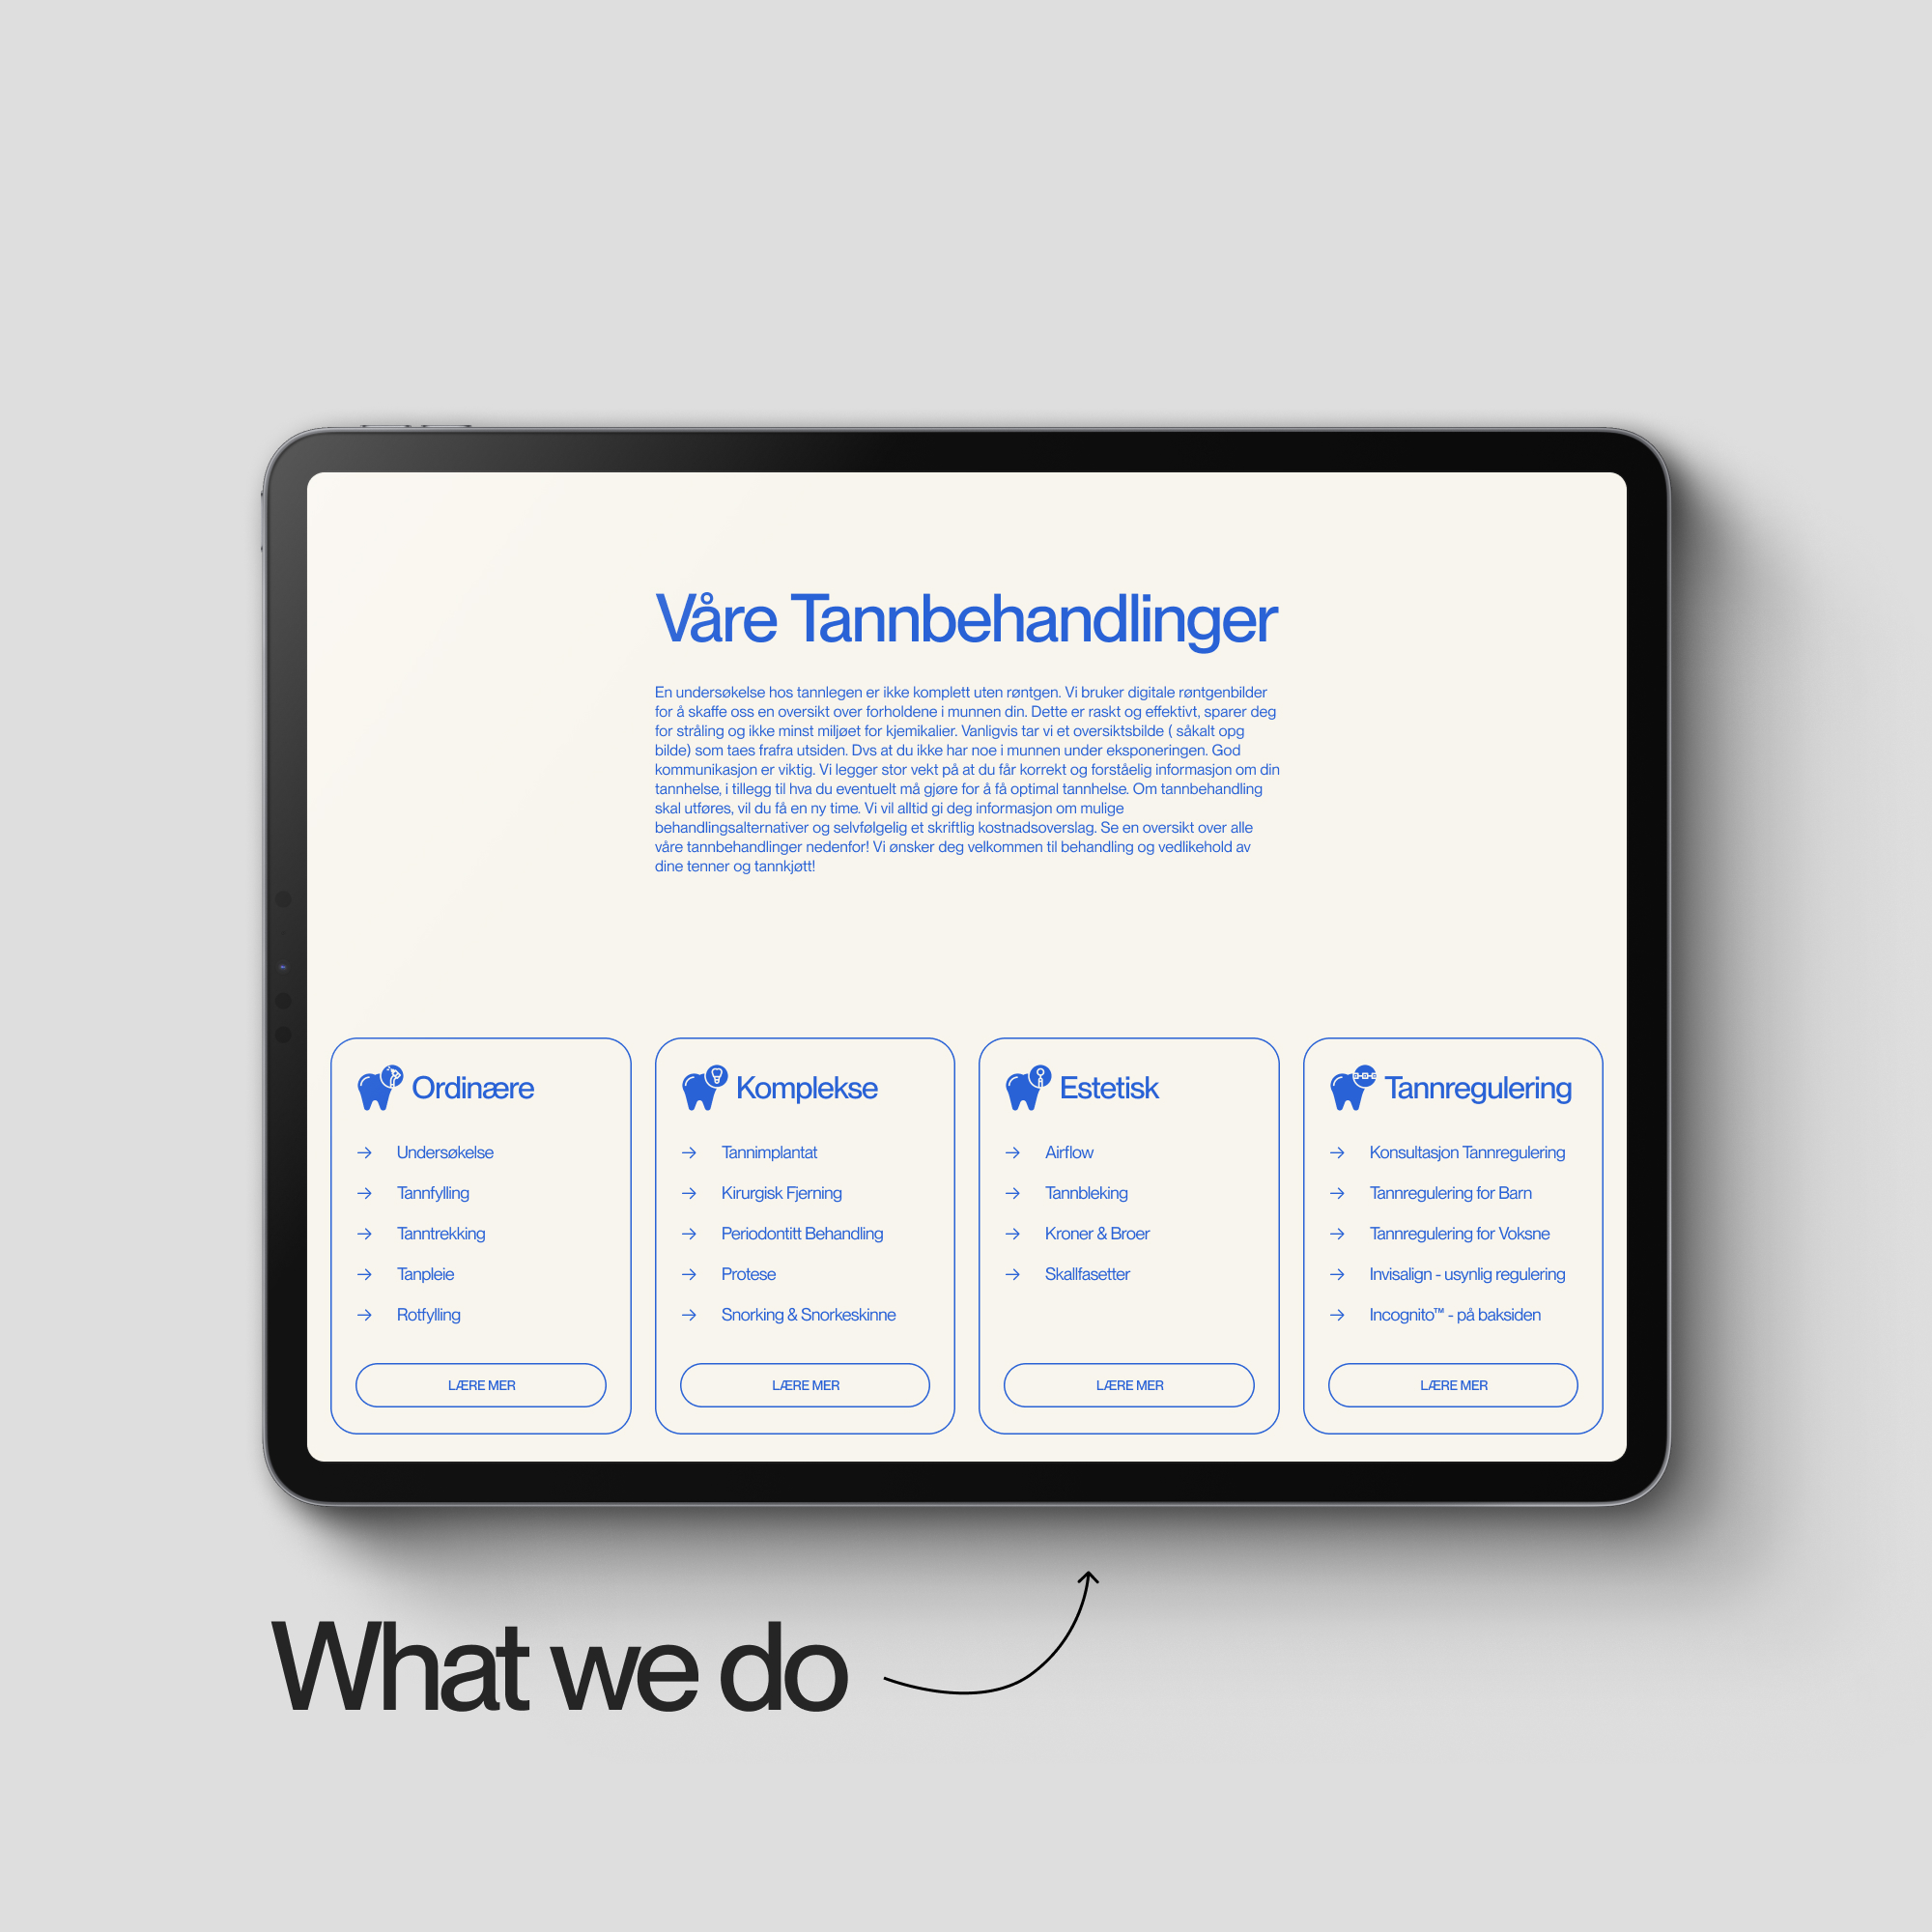 Våre Tannbehandlinger
En undersøkelse hos tannlegen er ikke komplett uten røntgen. Vi bruker digitale røntgenbilder
for å skaffe oss en oversikt over forholdene i munnen din. Dette er raskt og effektivt, sparer deg
for stråling og ikke minst miljøet for kjemikalier. Vanligvis tar vi et oversiktsbilde ( såkalt opg
bilde) som taes frafra utsiden. Dvs at du ikke har noe i munnen under eksponeringen. God
kommunikasjon er viktig. Vi legger stor vekt på at du får korrekt og forståelig informasjon om din
tannhelse, i tillegg til hva du eventuelt må gjøre for å få optimal tannhelse. Om tannbehandling
skal utføres, vil du få en ny time. Vi vil alltid gi deg informasjon om mulige
behandlingsalternativer og selvfølgelig et skriftlig kostnadsoverslag. Se en oversikt over alle
våre tannbehandlinger nedenfor! Vi ønsker deg velkommen til behandling og vedlikehold av
dine tenner og tannkjøtt!
Ordinære
→ Undersøkelse
→ Tannfylling
→ Tanntrekking
→ Tanpleie
→ Rotfylling
LÆRE MER
Komplekse
→ Tannimplantat
→ Kirurgisk Fjerning
→ Periodontitt Behandling
→ Protese
→ Snorking & Snorkeskinne
LÆRE MER
Estetisk
→ Airflow
→ Tannbleking
→ Kroner & Broer
→ Skallfasetter
LÆRE MER
Tannregulering
→ Konsultasjon Tannregulering
→ Tannregulering for Barn
→ Tannregulering for Voksne
→ Invisalign - usynlig regulering
→ Incognito™ - på baksiden
LÆRE MER
What we do